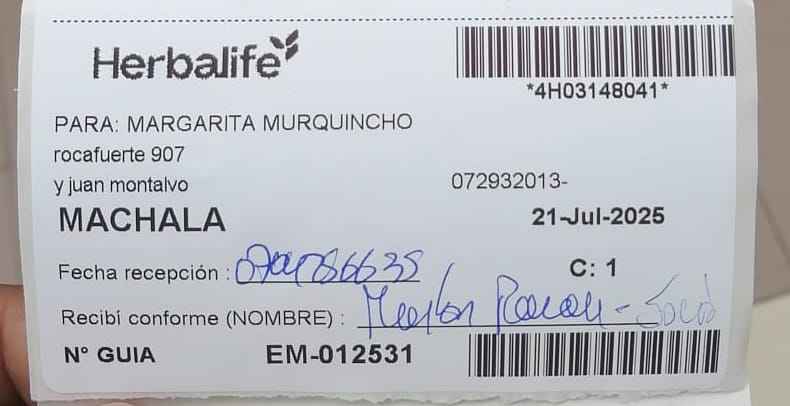 Herbalife
*4H03148041*
PARA: MARGARITA MURQUINCHO
rocafuerte 907
y juan montalvo 072932013-
MACHALA 21-Jul-2025
Fecha recepción :
C: 1
Recibí conforme (NOMBRE) :
N° GUIA EM-012531